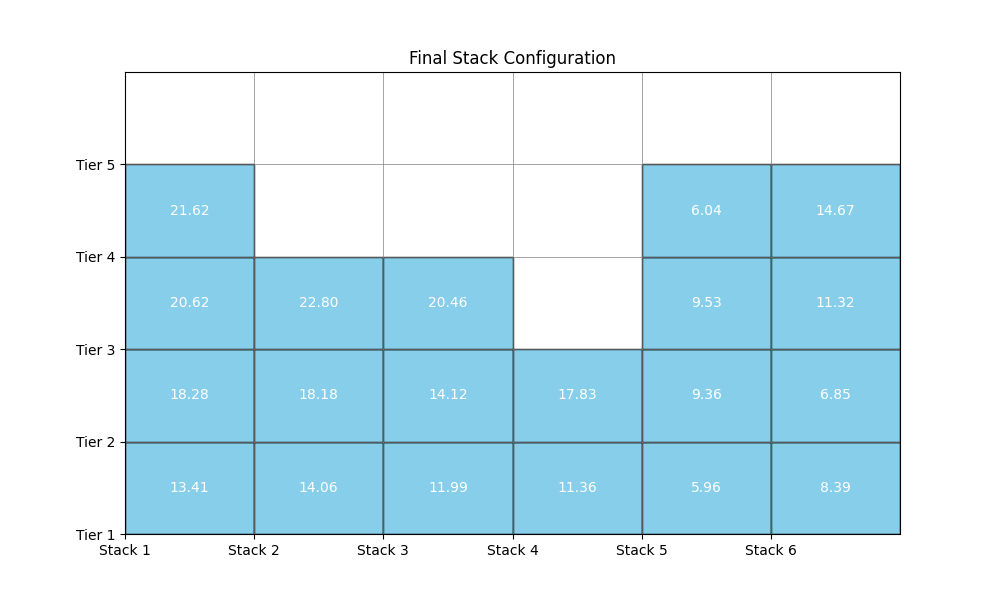 Final Stack Configuration
Tier 5
21.62 6.04 14.67
Tier 4
20.62 22.80 20.46 9.53 11.32
Tier 3
18.28 18.18 14.12 17.83 9.36 6.85
Tier 2
13.41 14.06 11.99 11.36 5.96 8.39
Tier 1
Stack 1 Stack 2 Stack 3 Stack 4 Stack 5 Stack 6